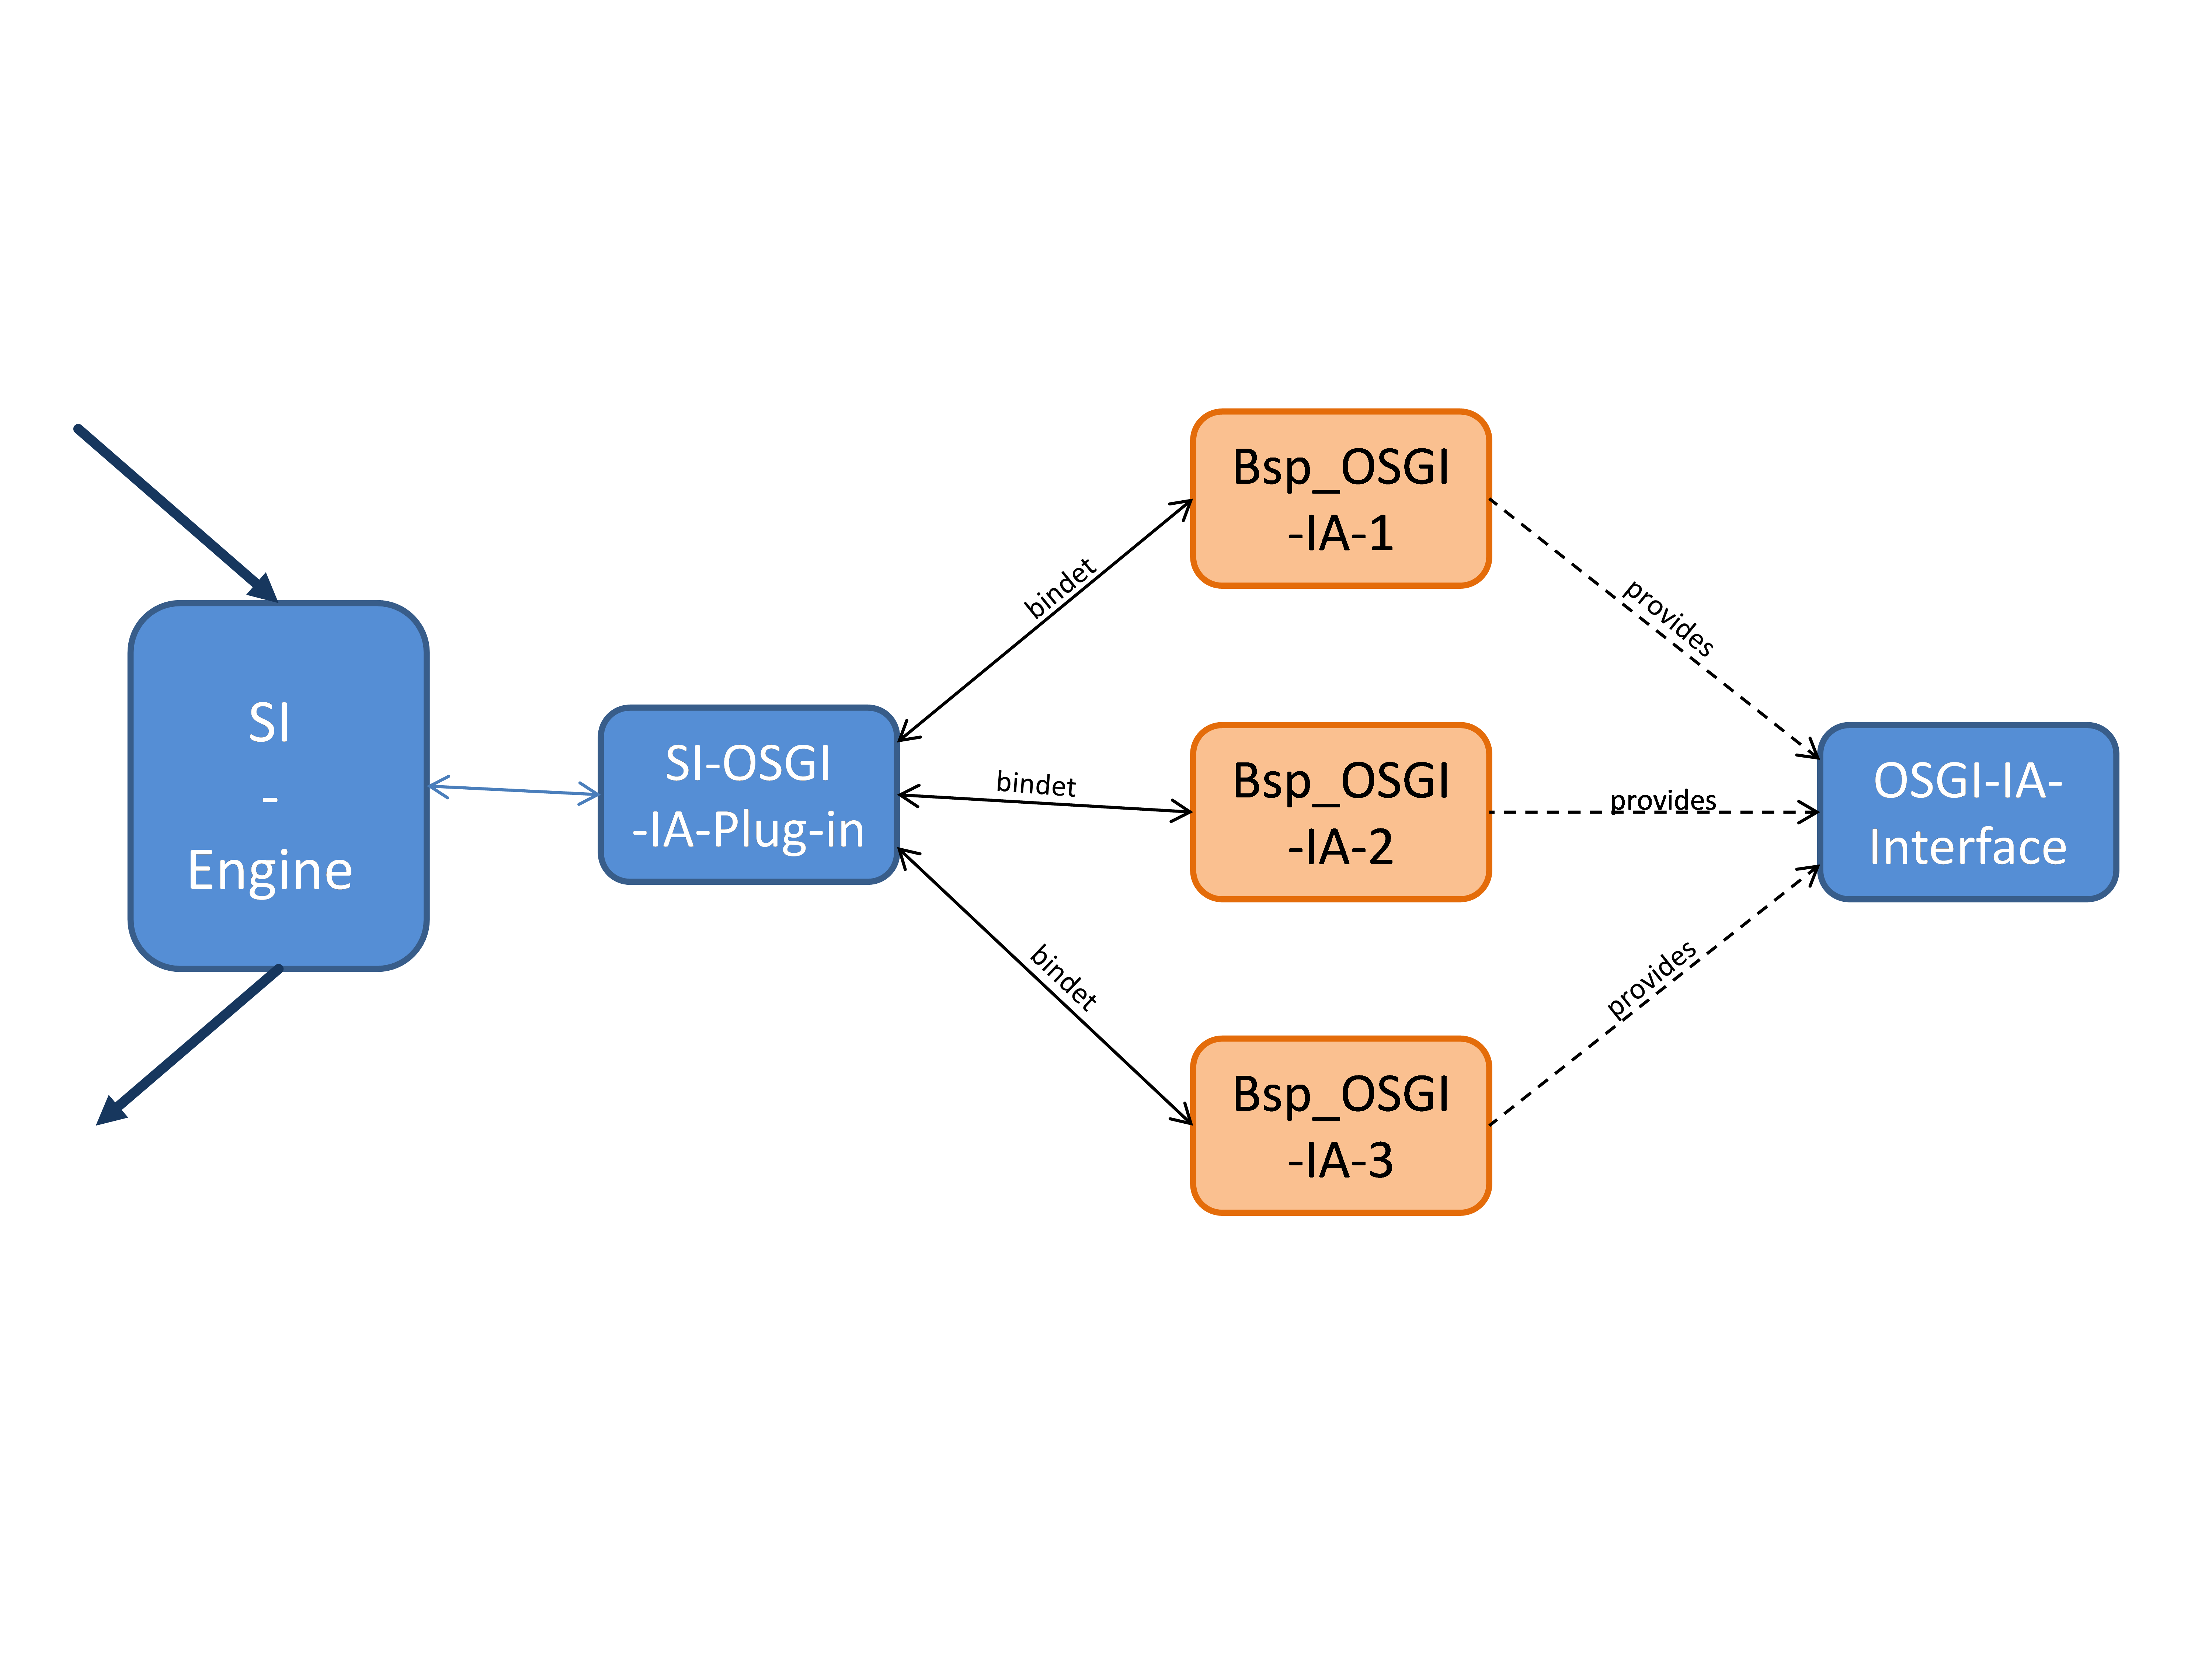 SI
-
Engine
SI-OSGI
-IA-Plug-in
bindet
bindet
bindet
Bsp_OSGI
-IA-1
Bsp_OSGI
-IA-2
Bsp_OSGI
-IA-3
provides
provides
provides
OSGI-IA-
Interface